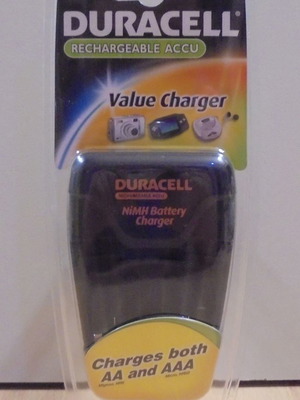 DURACELL
RECHARGEABLE ACCU
Value Charger
DURACELL
NiMH Battery
Charger
Charges both
AA and AAA